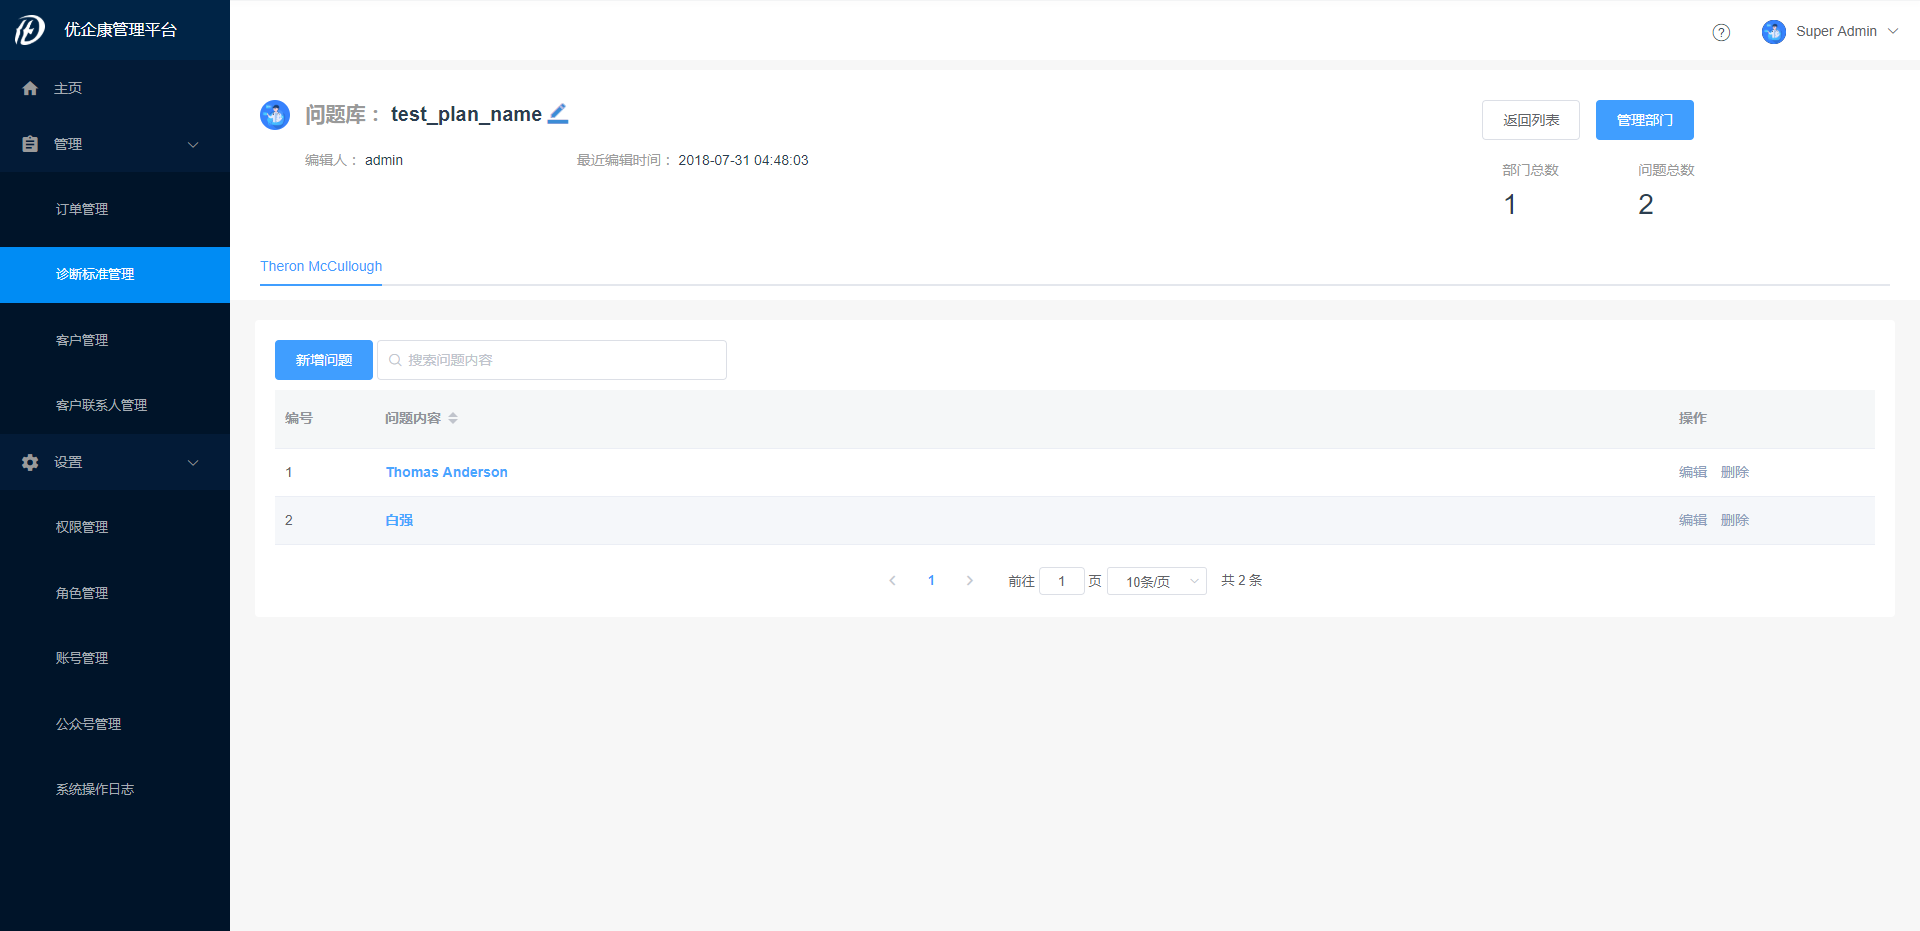 优企康管理平台
Super Admin
主页
管理
订单管理
诊断标准管理
客户管理
客户联系人管理
设置
权限管理
角色管理
账号管理
公众号管理
系统操作日志
问题库： test_plan_name
返回列表 管理部门
编辑人： admin 最近编辑时间： 2018-07-31 04:48:03
部门总数 问题总数
1 2
Theron McCullough
新增问题 搜索问题内容
编号 问题内容 操作
1 Thomas Anderson 编辑 删除
2 白强 编辑 删除
1 前往 1 页 10条/页 共 2 条